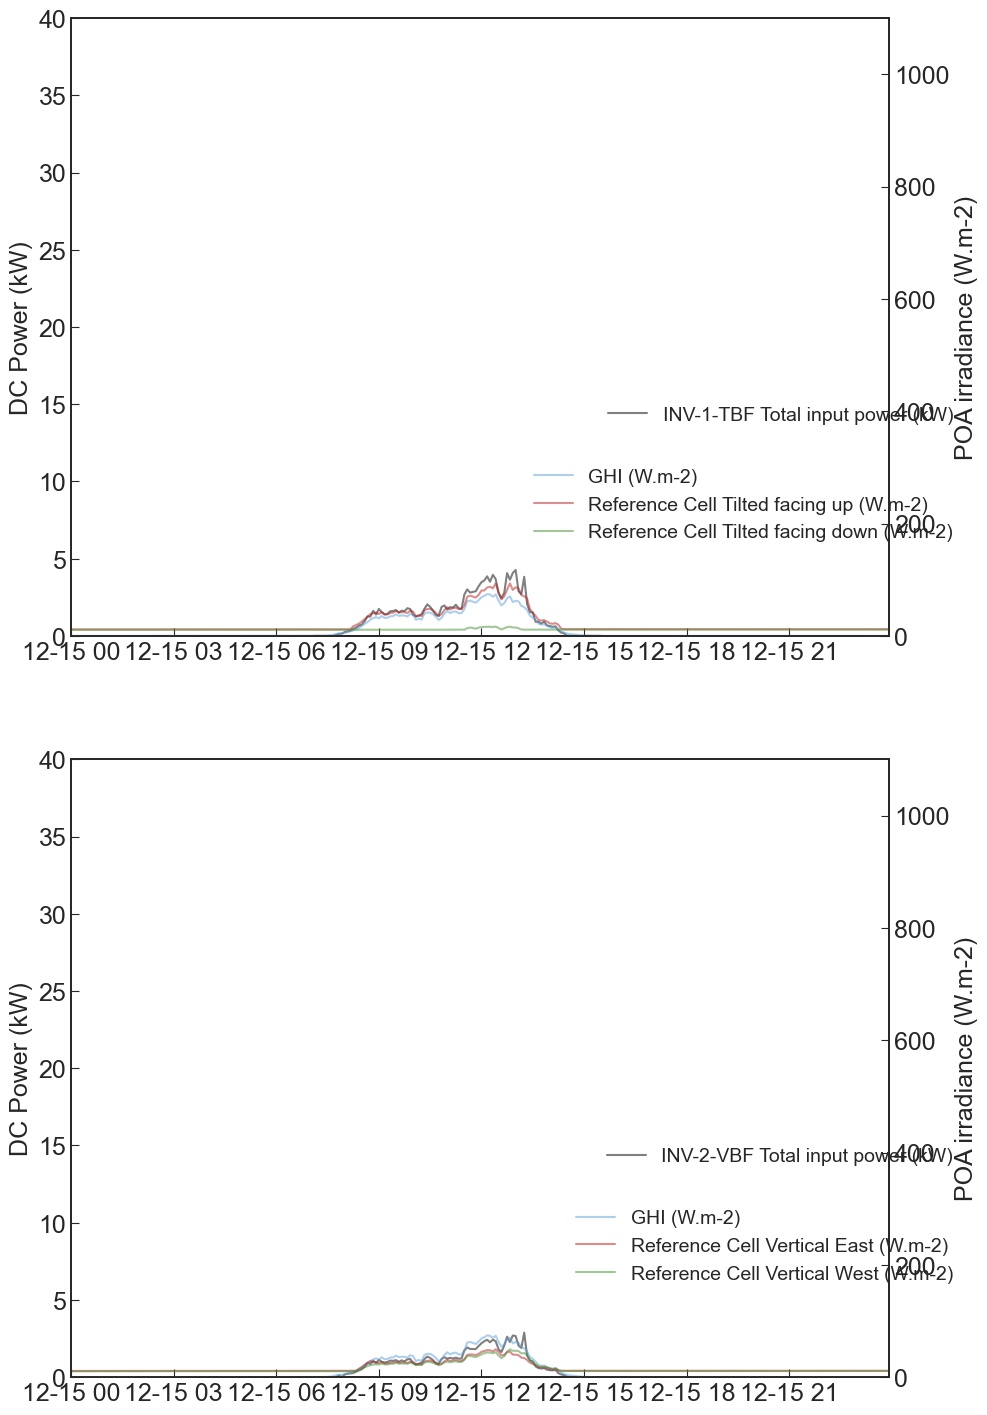 40
35
30
25
20
15
10
5
0
DC Power (kW)
1000
800
600
400
200
0
POA irradiance (W.m-2)
INV-1-TBF Total input power (kW)
GHI (W.m-2)
Reference Cell Tilted facing up (W.m-2)
Reference Cell Tilted facing down (W.m-2)
12-15 00 12-15 03 12-15 06 12-15 09 12-15 12 12-15 15 12-15 18 12-15 21
40
35
30
25
20
15
10
5
0
DC Power (kW)
1000
800
600
400
200
0
POA irradiance (W.m-2)
INV-2-VBF Total input power (kW)
GHI (W.m-2)
Reference Cell Vertical East (W.m-2)
Reference Cell Vertical West (W.m-2)
12-15 00 12-15 03 12-15 06 12-15 09 12-15 12 12-15 15 12-15 18 12-15 21